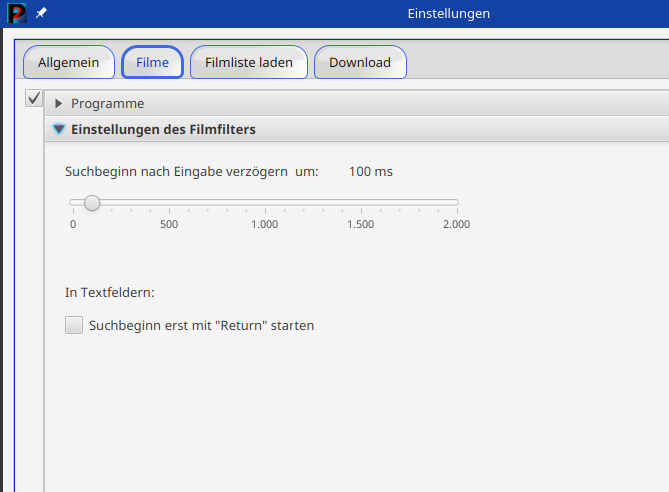 Einstellungen
Allgemein Filme Filmliste laden Download
Programme
Einstellungen des Filmfilters
Suchbeginn nach Eingabe verzögern um: 100 ms
0 500 1.000 1.500 2.000
In Textfeldern:
Suchbeginn erst mit "Return" starten